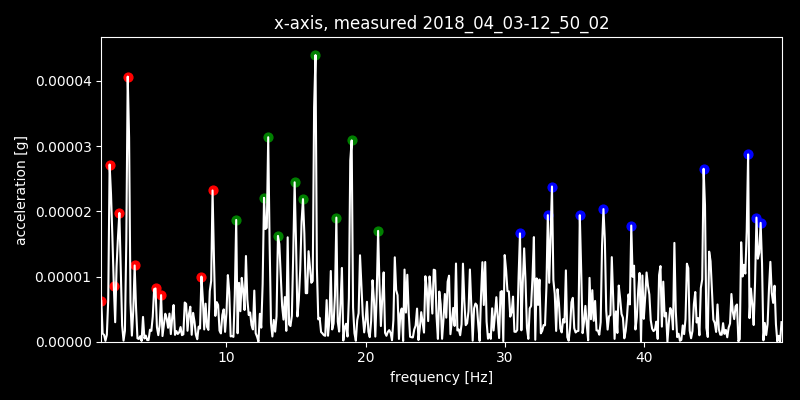 x-axis, measured 2018_04_03-12_50_02
0.00004
0.00003
0.00002
0.00001
0.00000
acceleration [g]
10 20 30 40
frequency [Hz]